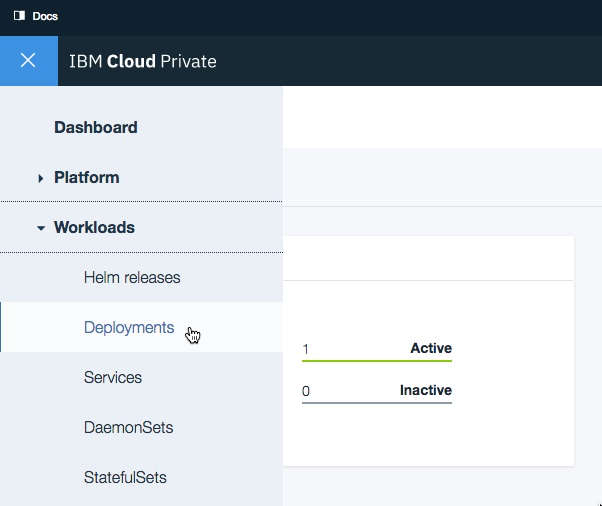 Docs
IBM Cloud Private
Dashboard
Platform
Workloads
Helm releases
Deployments
Services
DaemonSets
StatefulSets
1 Active
0 Inactive